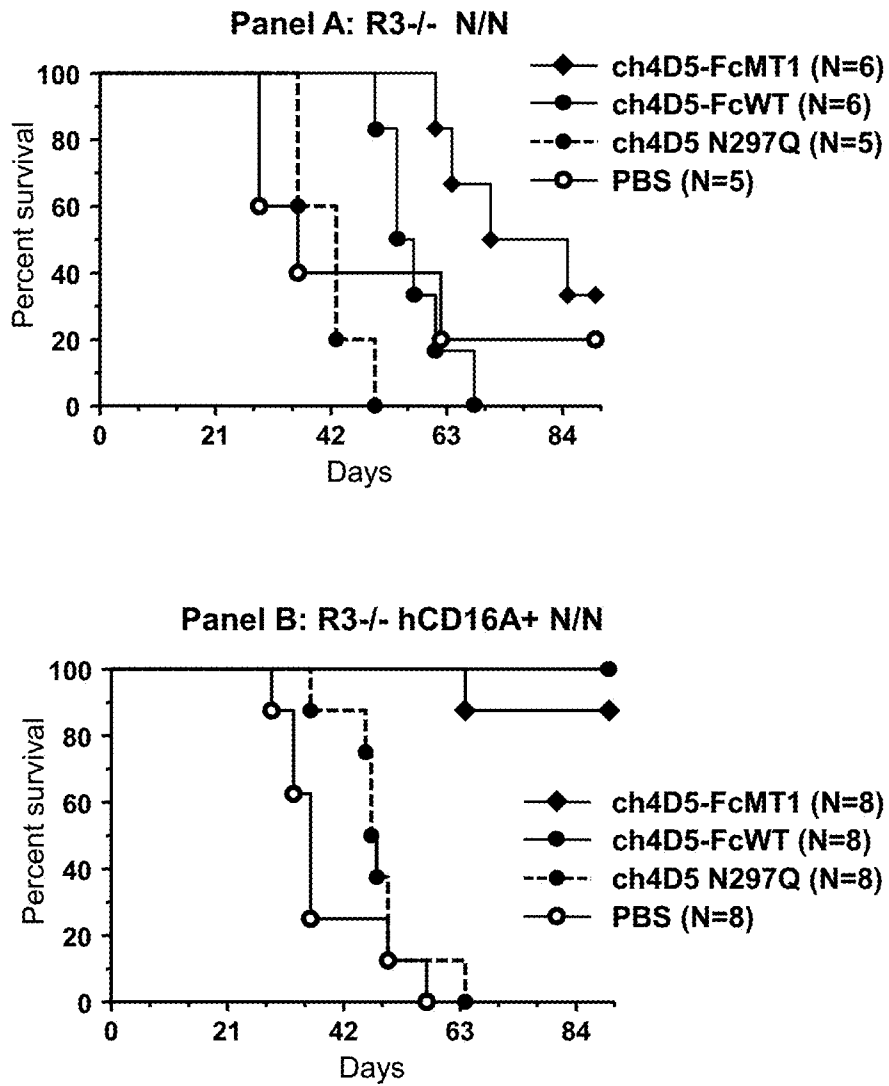 Panel A: R3-/- N/N
100
80
60
40
20
0
Percent survival
0 21 42 63 84
Days
ch4D5-FcMT1 (N=6)
ch4D5-FcWT (N=6)
ch4D5 N297Q (N=5)
PBS (N=5)
Panel B: R3-/- hCD16A+ N/N
100
80
60
40
20
0
Percent survival
0 21 42 63 84
Days
ch4D5-FcMT1 (N=8)
ch4D5-FcWT (N=8)
ch4D5 N297Q (N=8)
PBS (N=8)